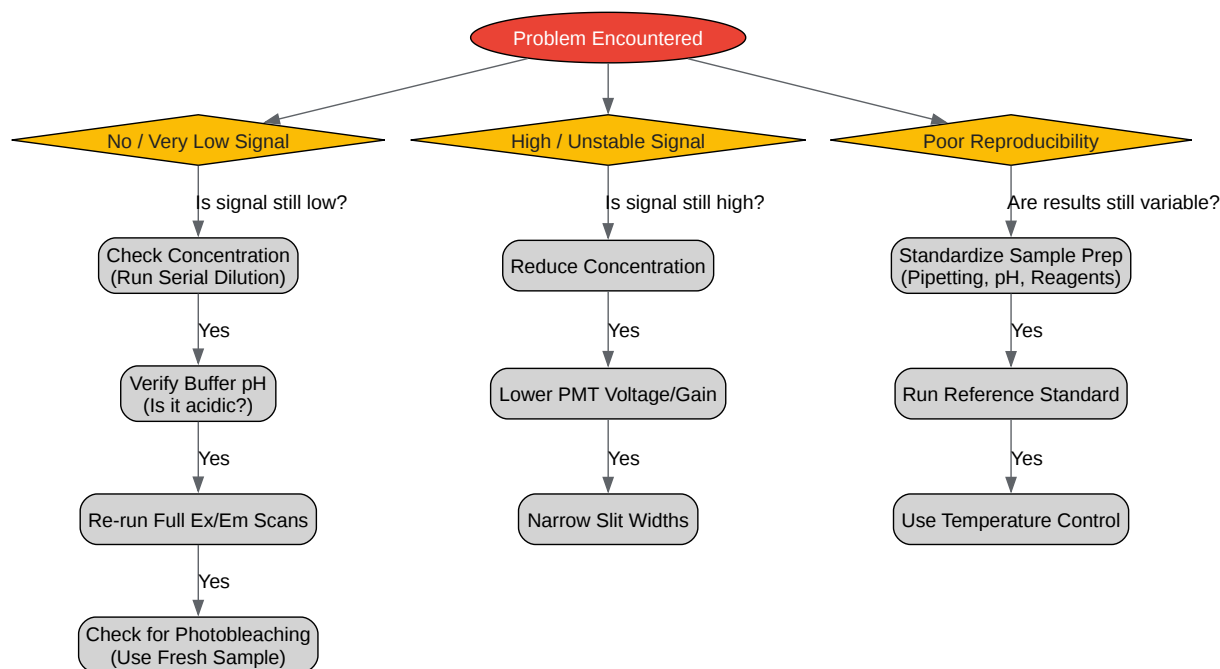 Problem Encountered
No / Very Low Signal
High / Unstable Signal
Poor Reproducibility
Is signal still low?
Is signal still high?
Are results still variable?
Check Concentration
(Run Serial Dilution)
Reduce Concentration
Standardize Sample Prep
(Pipetting, pH, Reagents)
Yes
Yes
Yes
Verify Buffer pH
(Is it acidic?)
Lower PMT Voltage/Gain
Run Reference Standard
Yes
Yes
Yes
Re-run Full Ex/Em Scans
Narrow Slit Widths
Use Temperature Control
Yes
Check for Photobleaching
(Use Fresh Sample)